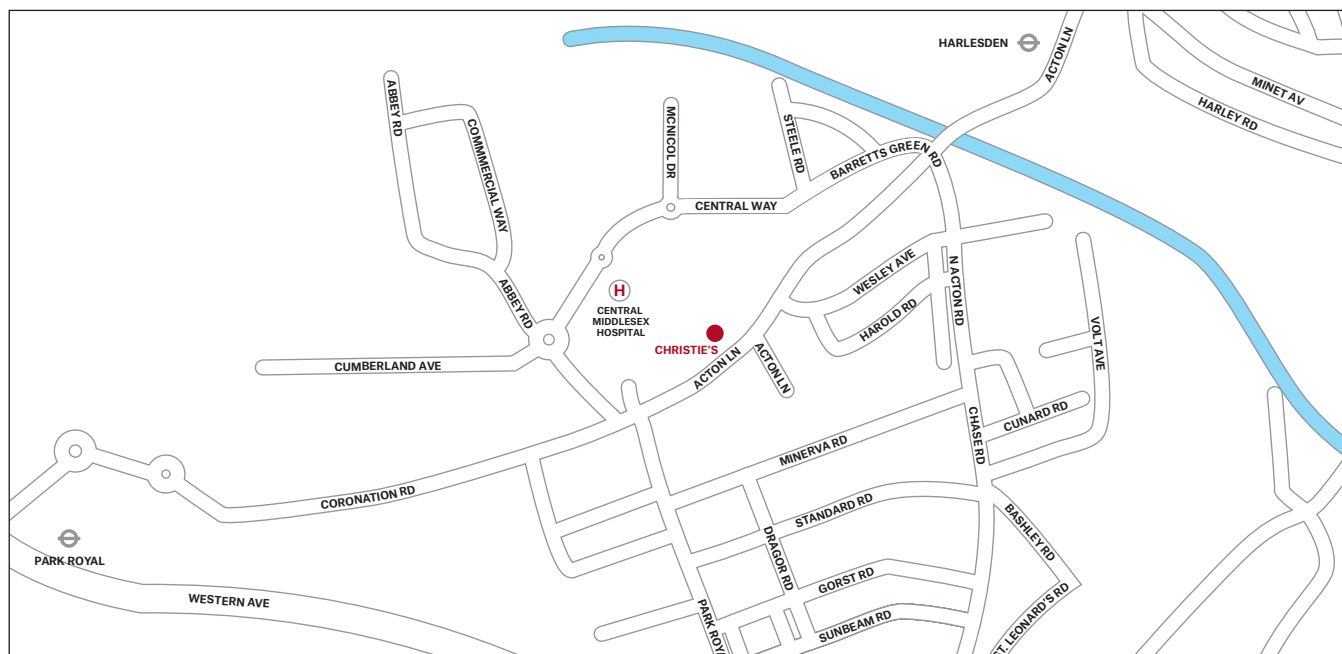 HARLESDEN
ACTON LN
MINET AV
HARLEY RD
ABBEY RD
COMMMERCIAL WAY
MCNICOL DR
STEELE RD
BARRETTS GREEN RD
CENTRAL WAY
ABBEY RD
H
CENTRAL
MIDDLESEX
HOSPITAL
CHRISTIE'S
WESLEY AVE
N ACTON RD
HAROLD RD
VOLT AVE
CUMBERLAND AVE
ACTON LN
ACTON LN
CUNARD RD
CHASE RD
MINERVA RD
CORONATION RD
STANDARD RD
DRAGOR RD
BASHLEY RD
PARK ROYAL
WESTERN AVE
GORST RD
PARK ROYA
SUNBEAM RD
ST. LEONARD'S RD